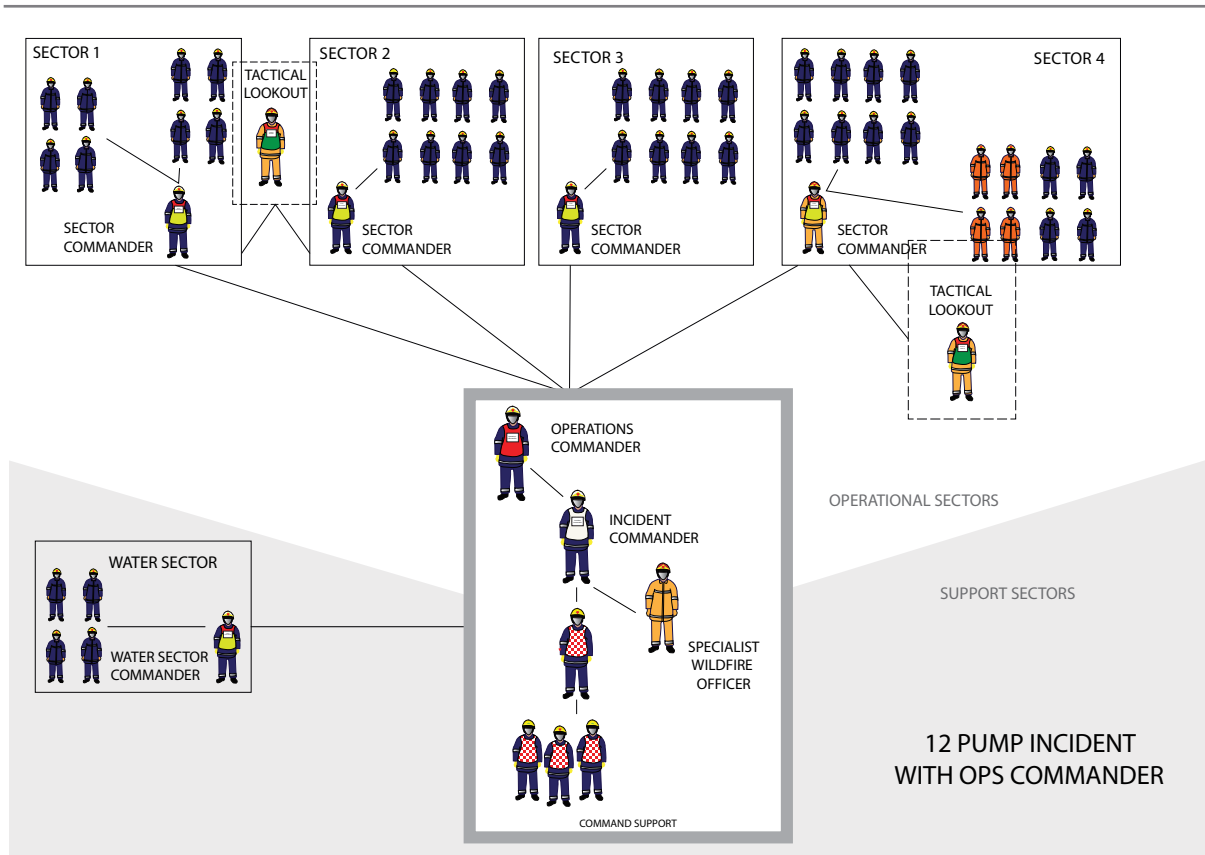 SECTOR 1
TACTICAL
LOOKOUT
SECTOR COMMANDER
SECTOR 2
SECTOR
COMMANDER
SECTOR 3
SECTOR
COMMANDER
SECTOR 4
SECTOR
COMMANDER
TACTICAL
LOOKOUT
OPERATIONS
COMMANDER
INCIDENT
COMMANDER
SPECIALIST
WILDFIRE
OFFICER
COMMAND SUPPORT
OPERATIONAL SECTORS
SUPPORT SECTORS
WATER SECTOR
WATER SECTOR
COMMANDER
12 PUMP INCIDENT
WITH OPS COMMANDER